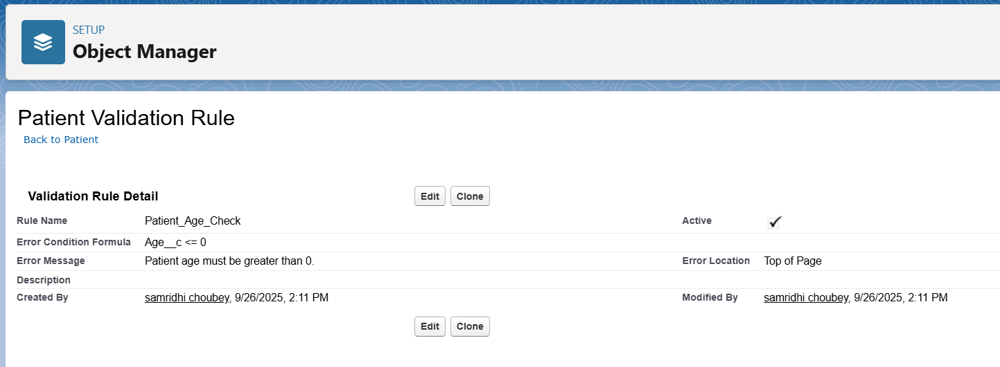 SETUP
Object Manager
Patient Validation Rule
Back to Patient
Validation Rule Detail Edit Clone
Rule Name Patient_Age_Check Active
Error Condition Formula Age__c <= 0
Error Message Patient age must be greater than 0. Error Location Top of Page
Description
Created By samridhi choubey, 9/26/2025, 2:11 PM Modified By samridhi choubey, 9/26/2025, 2:11 PM
Edit Clone